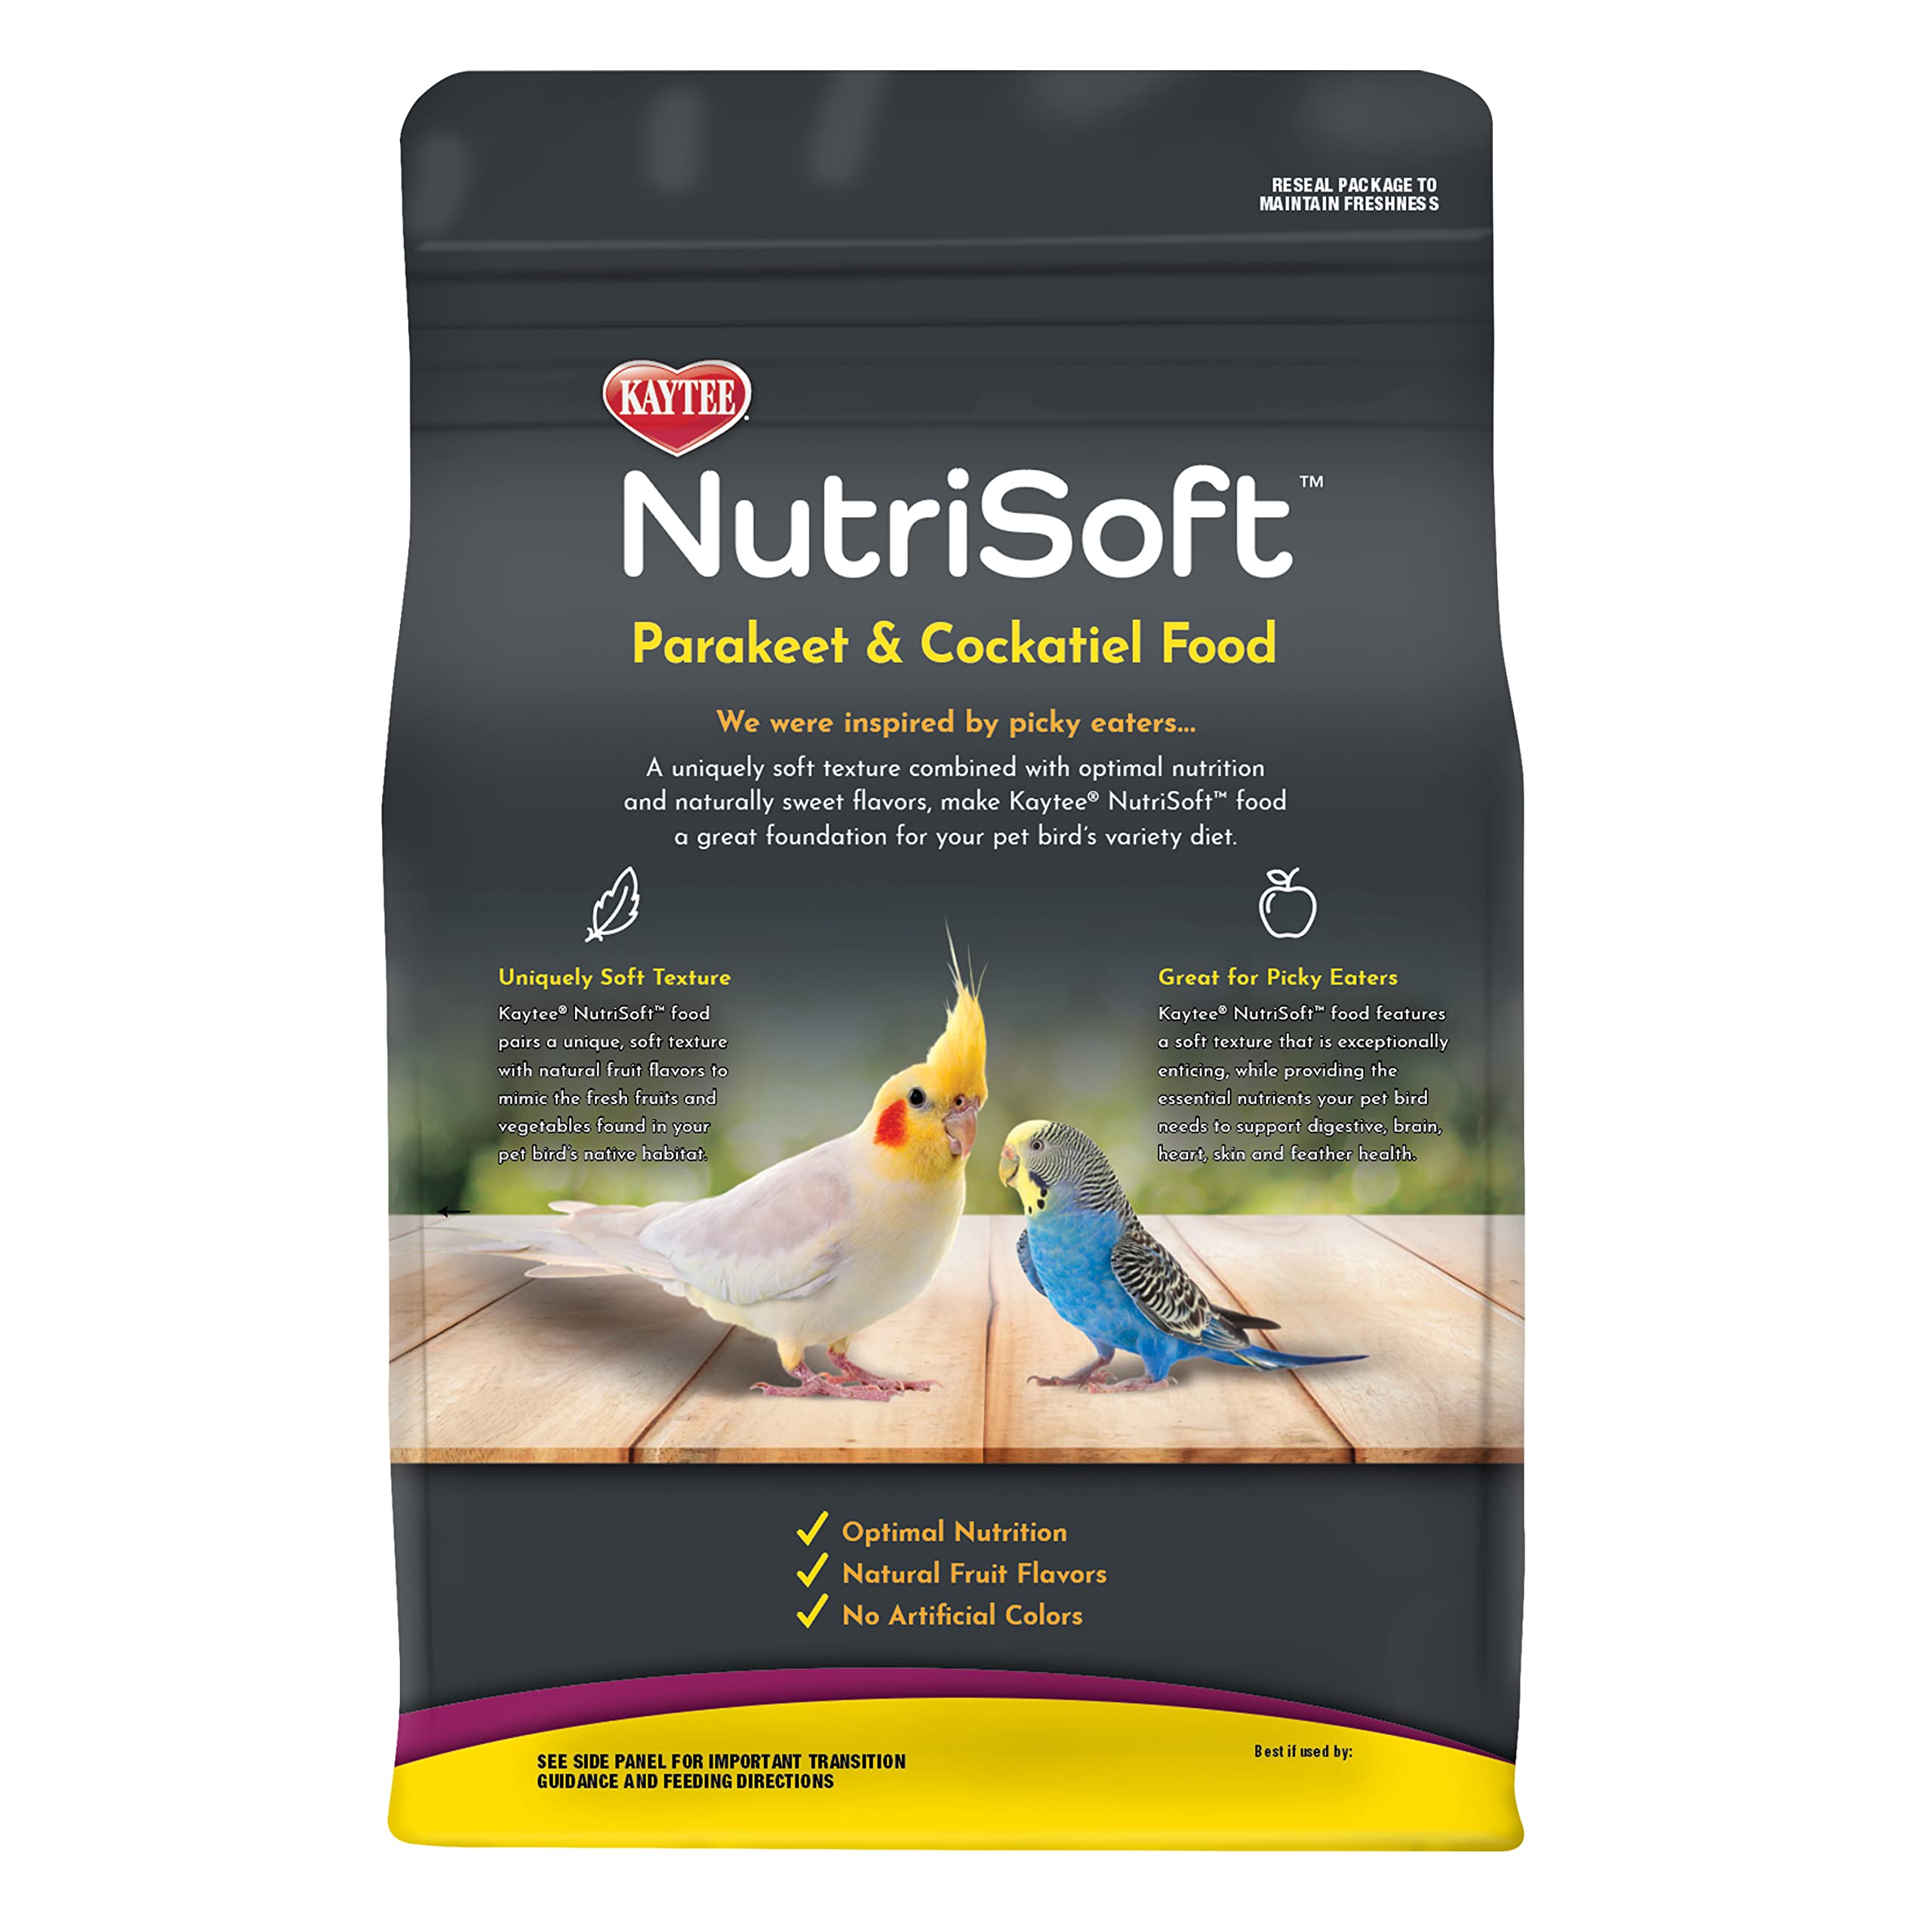 RESEAL PACKAGE TO
MAINTAIN FRESHNESS
KAYTEE
NutriSoft™
Parakeet & Cockatiel Food
We were inspired by picky eaters...
A uniquely soft texture combined with optimal nutrition
and naturally sweet flavors, make Kaytee® NutriSoft™ food
a great foundation for your pet bird's variety diet.
Uniquely Soft Texture
Kaytee® NutriSoft™ food
pairs a unique, soft texture
with natural fruit flavors to
mimic the fresh fruits and
vegetables found in your
pet bird's native habitat.
Great for Picky Eaters
Kaytee® NutriSoft™ food features
a soft texture that is exceptionally
enticing, while providing the
essential nutrients your pet bird
needs to support digestive, brain,
heart, skin and feather health.
Optimal Nutrition
Natural Fruit Flavors
No Artificial Colors
SEE SIDE PANEL FOR IMPORTANT TRANSITION
GUIDANCE AND FEEDING DIRECTIONS
Best if used by: